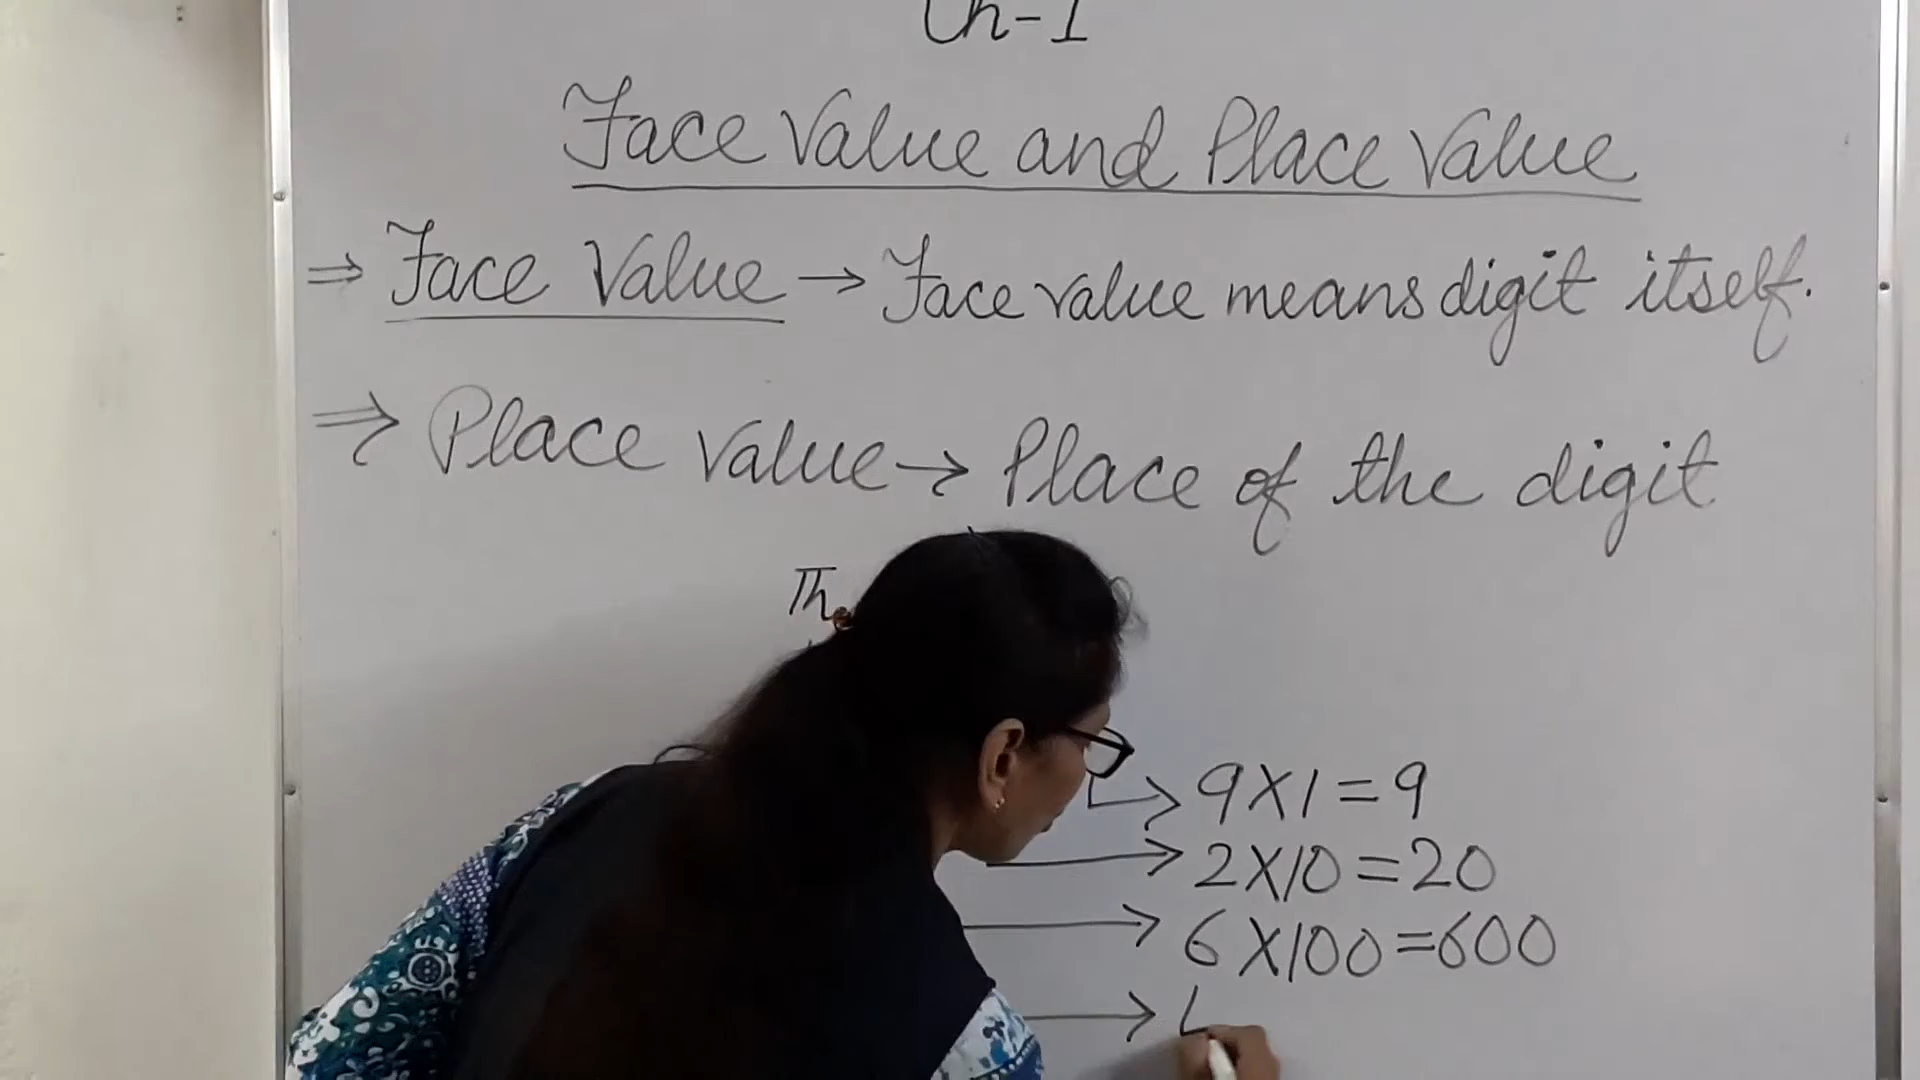 Ch-1
Face Value and Place Value
⇒ Face Value → Face value means digit itself.
⇒ Place Value → Place of the digit
Th
→ 9X1=9
→ 2X10=20
→ 6X100=600
→